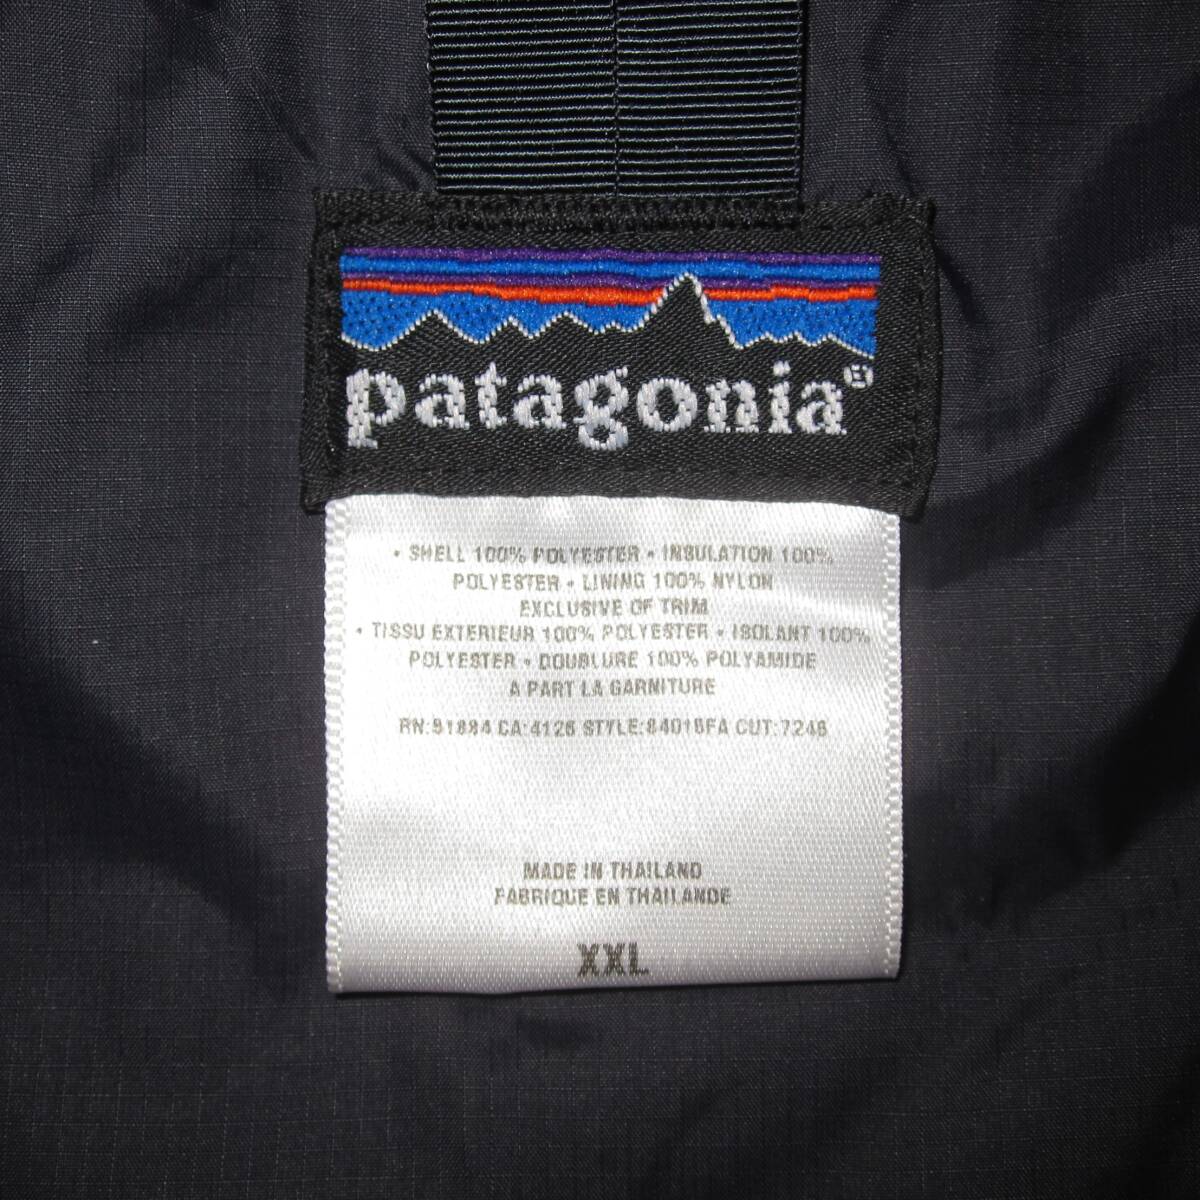 patagonia®
• SHELL 100% POLYESTER • INSULATION 100%
POLYESTER • LINING 100% NYLON
EXCLUSIVE OF TRIM
• TISSU EXTERIEUR 100% POLYESTER • ISOLANT 100%
POLYESTER • DOUBLURE 100% POLYAMIDE
A PART LA GARNITURE
RN:51884 CA:4126 STYLE:84015FA CUT:7248
MADE IN THAILAND
FABRIQUE EN THAILANDE
XXL